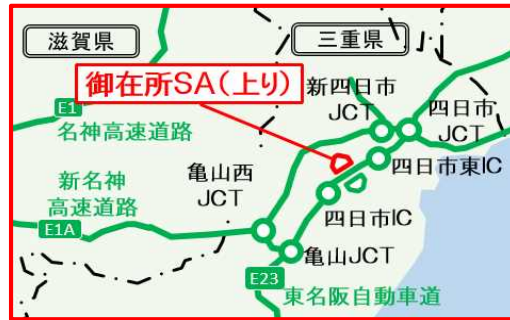 滋賀県
三重県
御在所SA(上り)
新四日市
JCT
四日市
JCT
E1
名神高速道路
四日市東IC
亀山西
JCT
新名神
高速道路
四日市IC
E1A
亀山JCT
E23
東名阪自動車道